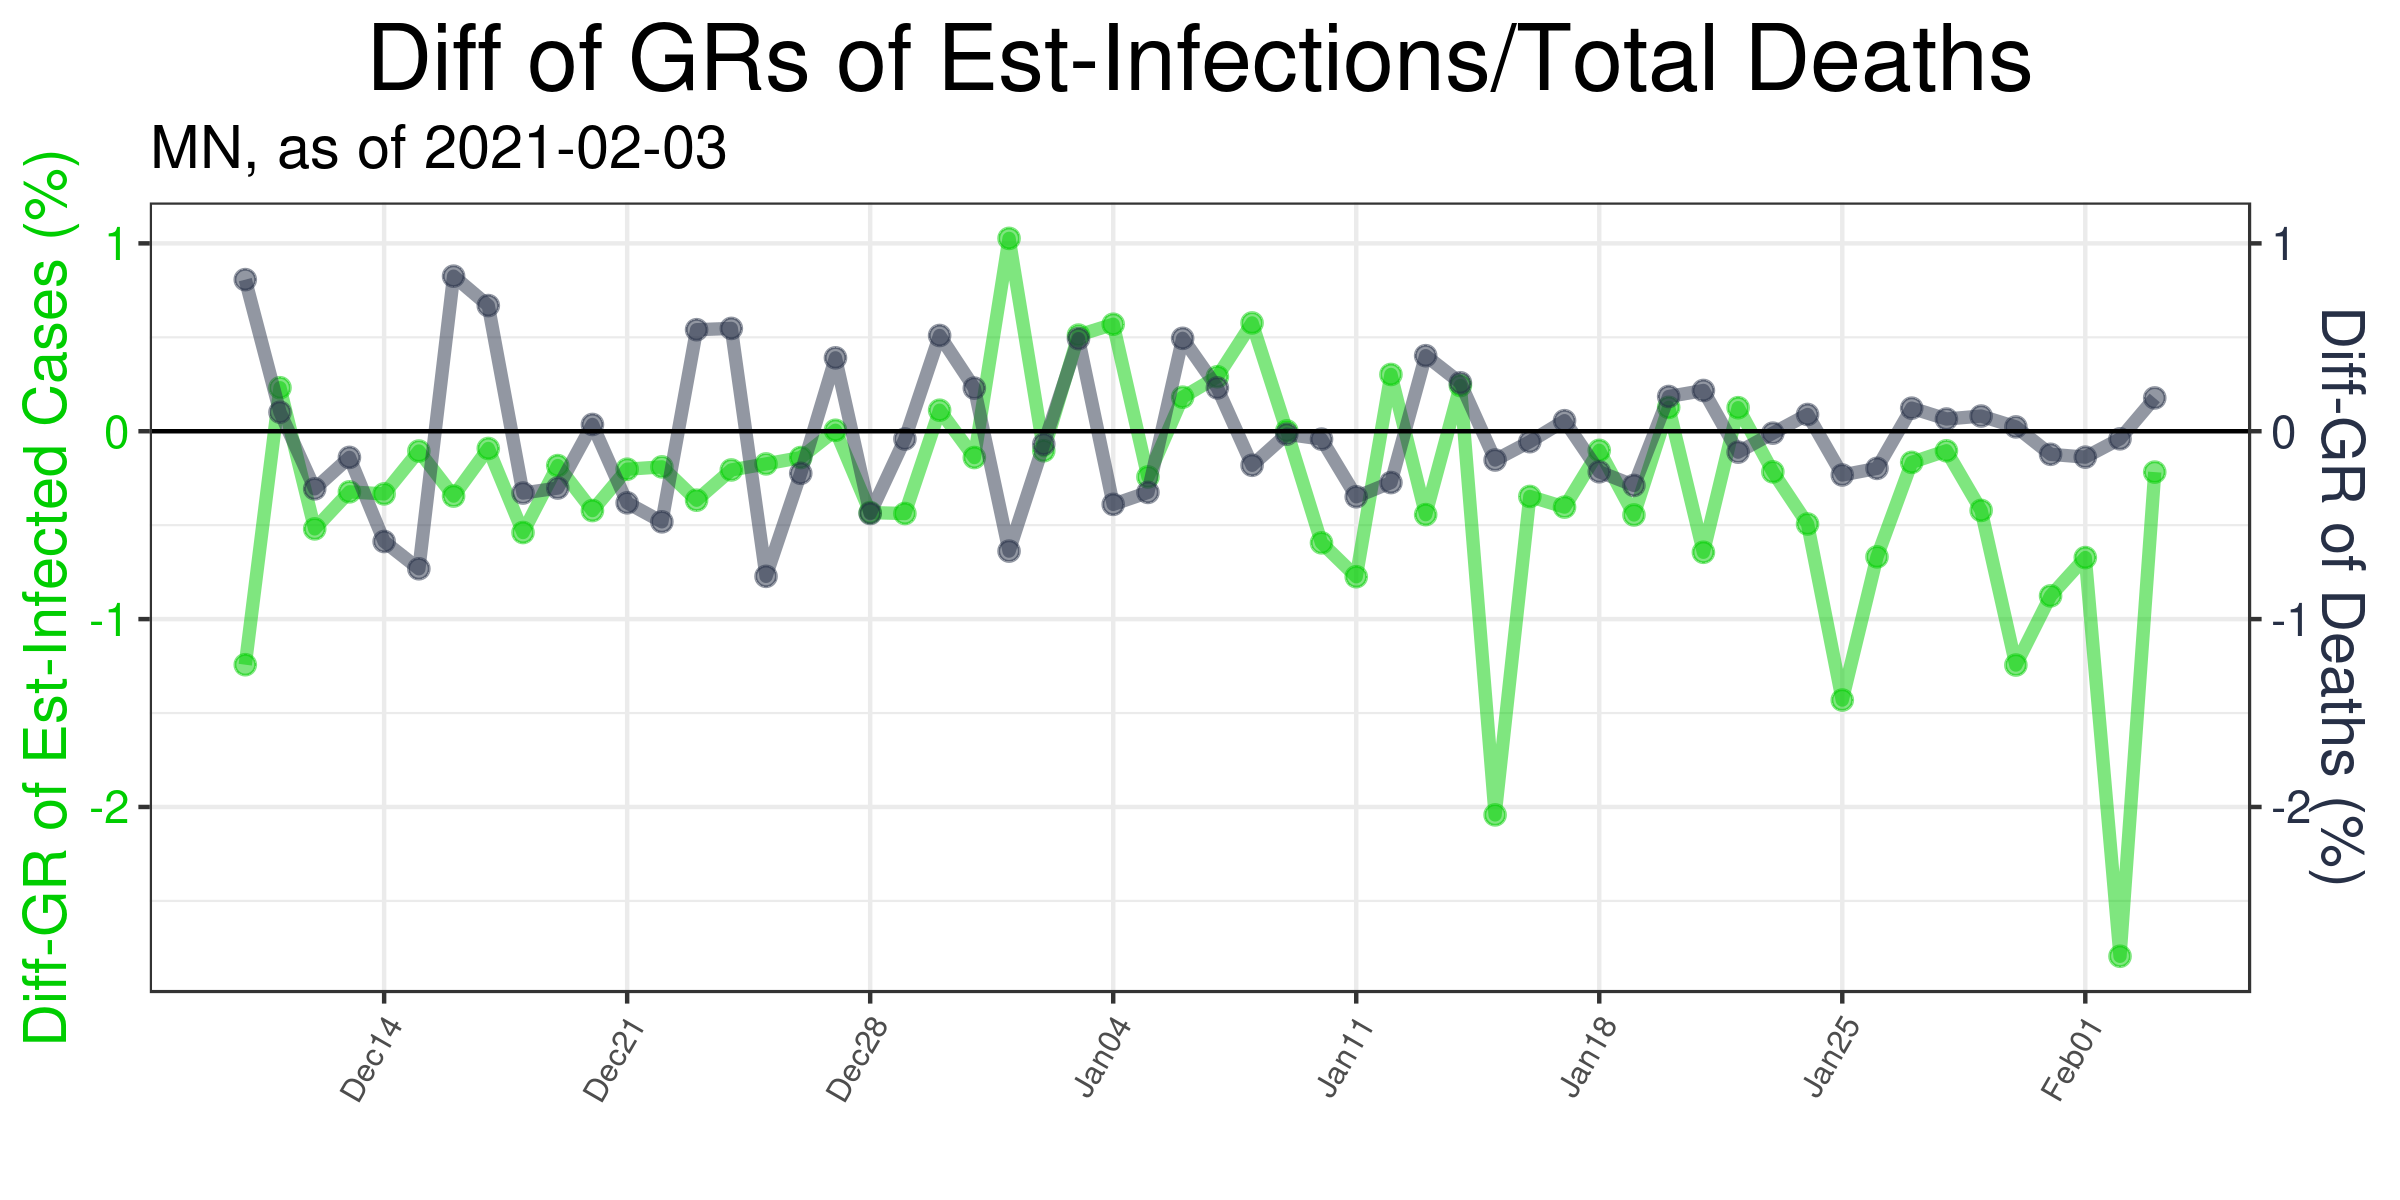 Diff of GRs of Est-Infections/Total Deaths
MN, as of 2021-02-03
Diff-GR of Est-Infected Cases (%)
1
0
-1
-2
1
0
-1
-2
Diff-GR of Deaths (%)
Dec14
Dec21
Dec28
Jan04
Jan11
Jan18
Jan25
Feb01